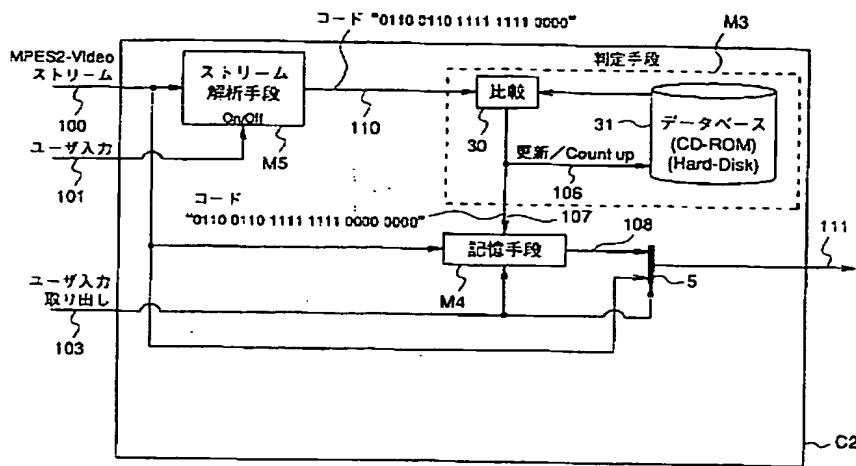 コード "0110 0110 1111 1111 0000"
M3
判定手段
MPES2-Video
ストリーム
100
ストリーム
解析手段
On/Off
M5
110
比較
30
31
データベース
(CD-ROM)
(Hard-Disk)
ユーザ入力
101
更新/Count up
106
コード
"0110 0110 1111 1111 0000 0000"
107
記憶手段
M4
108
5
111
ユーザ入力
取り出し
103
C2